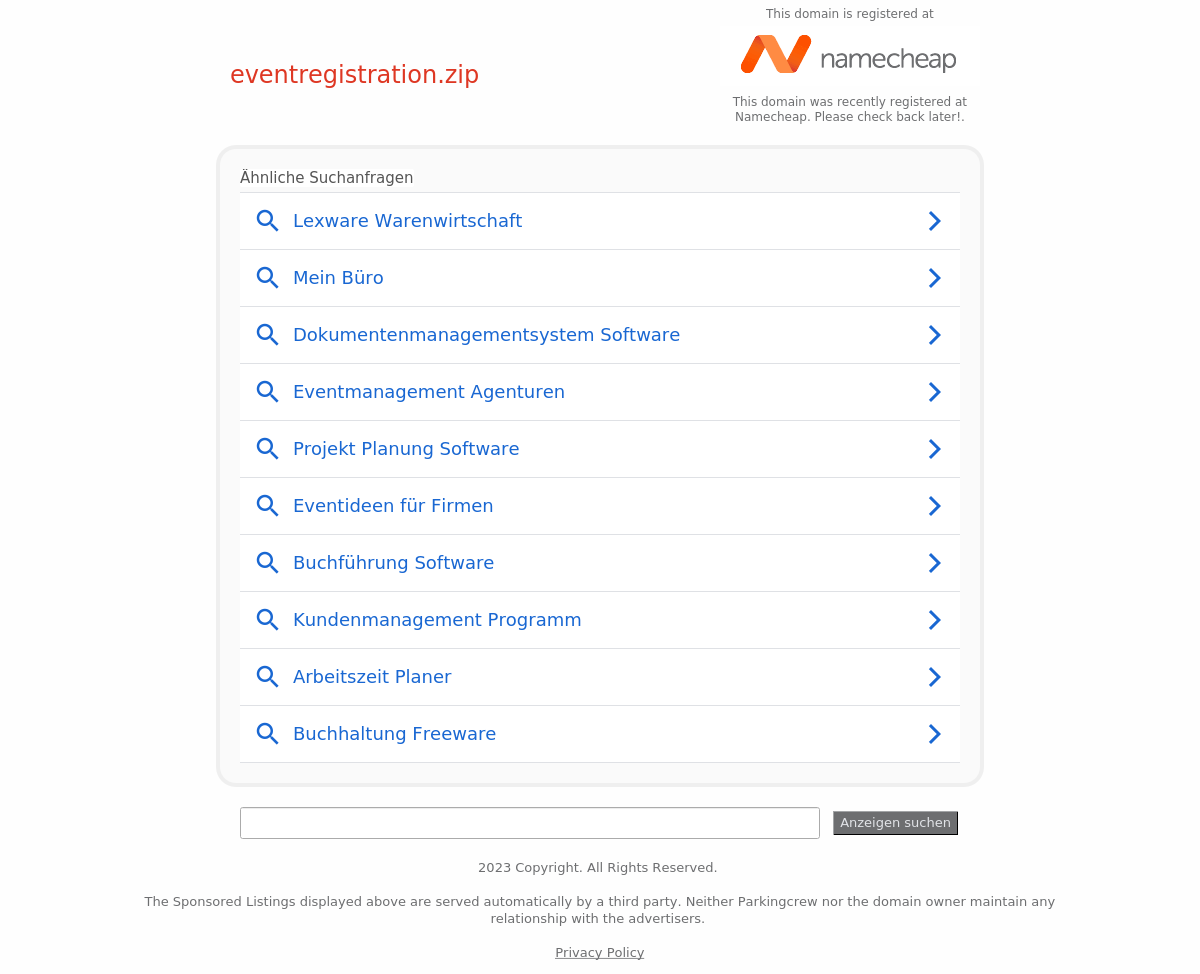 This domain is registered at
namecheap
eventregistration.zip
This domain was recently registered at
Namecheap. Please check back later!.
Ähnliche Suchanfragen
Lexware Warenwirtschaft
Mein Büro
Dokumentenmanagementsystem Software
Eventmanagement Agenturen
Projekt Planung Software
Eventideen für Firmen
Buchführung Software
Kundenmanagement Programm
Arbeitszeit Planer
Buchhaltung Freeware
Anzeigen suchen
2023 Copyright. All Rights Reserved.
The Sponsored Listings displayed above are served automatically by a third party. Neither Parkingcrew nor the domain owner maintain any
relationship with the advertisers.
Privacy Policy